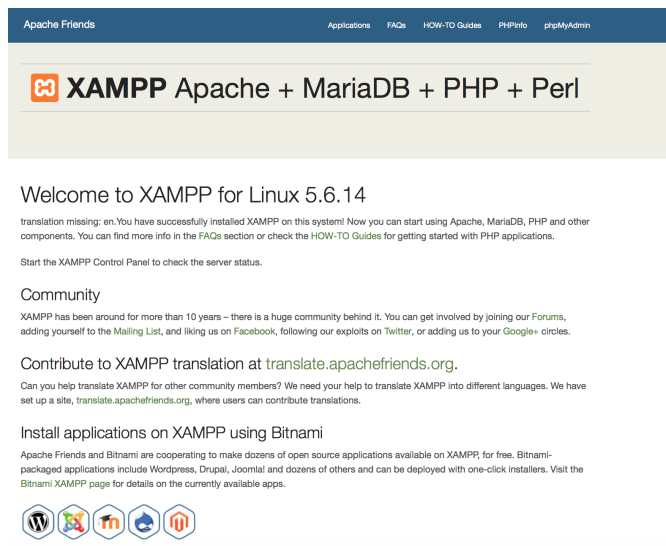 Apache Friends
Applications FAQs HOW-TO Guides PHPInfo phpMyAdmin
XAMPP Apache + MariaDB + PHP + Perl
Welcome to XAMPP for Linux 5.6.14
translation missing: en.You have successfully installed XAMPP on this system! Now you can start using Apache, MariaDB, PHP and other
components. You can find more info in the FAQs section or check the HOW-TO Guides for getting started with PHP applications.
Start the XAMPP Control Panel to check the server status.
Community
XAMPP has been around for more than 10 years – there is a huge community behind it. You can get involved by joining our Forums,
adding yourself to the Mailing List, and liking us on Facebook, following our exploits on Twitter, or adding us to your Google+ circles.
Contribute to XAMPP translation at translate.apachefriends.org.
Can you help translate XAMPP for other community members? We need your help to translate XAMPP into different languages. We have
set up a site, translate.apachefriends.org, where users can contribute translations.
Install applications on XAMPP using Bitnami
Apache Friends and Bitnami are cooperating to make dozens of open source applications available on XAMPP, for free. Bitnami-
packaged applications include Wordpress, Drupal, Joomla! and dozens of others and can be deployed with one-click installers. Visit the
Bitnami XAMPP page for details on the currently available apps.